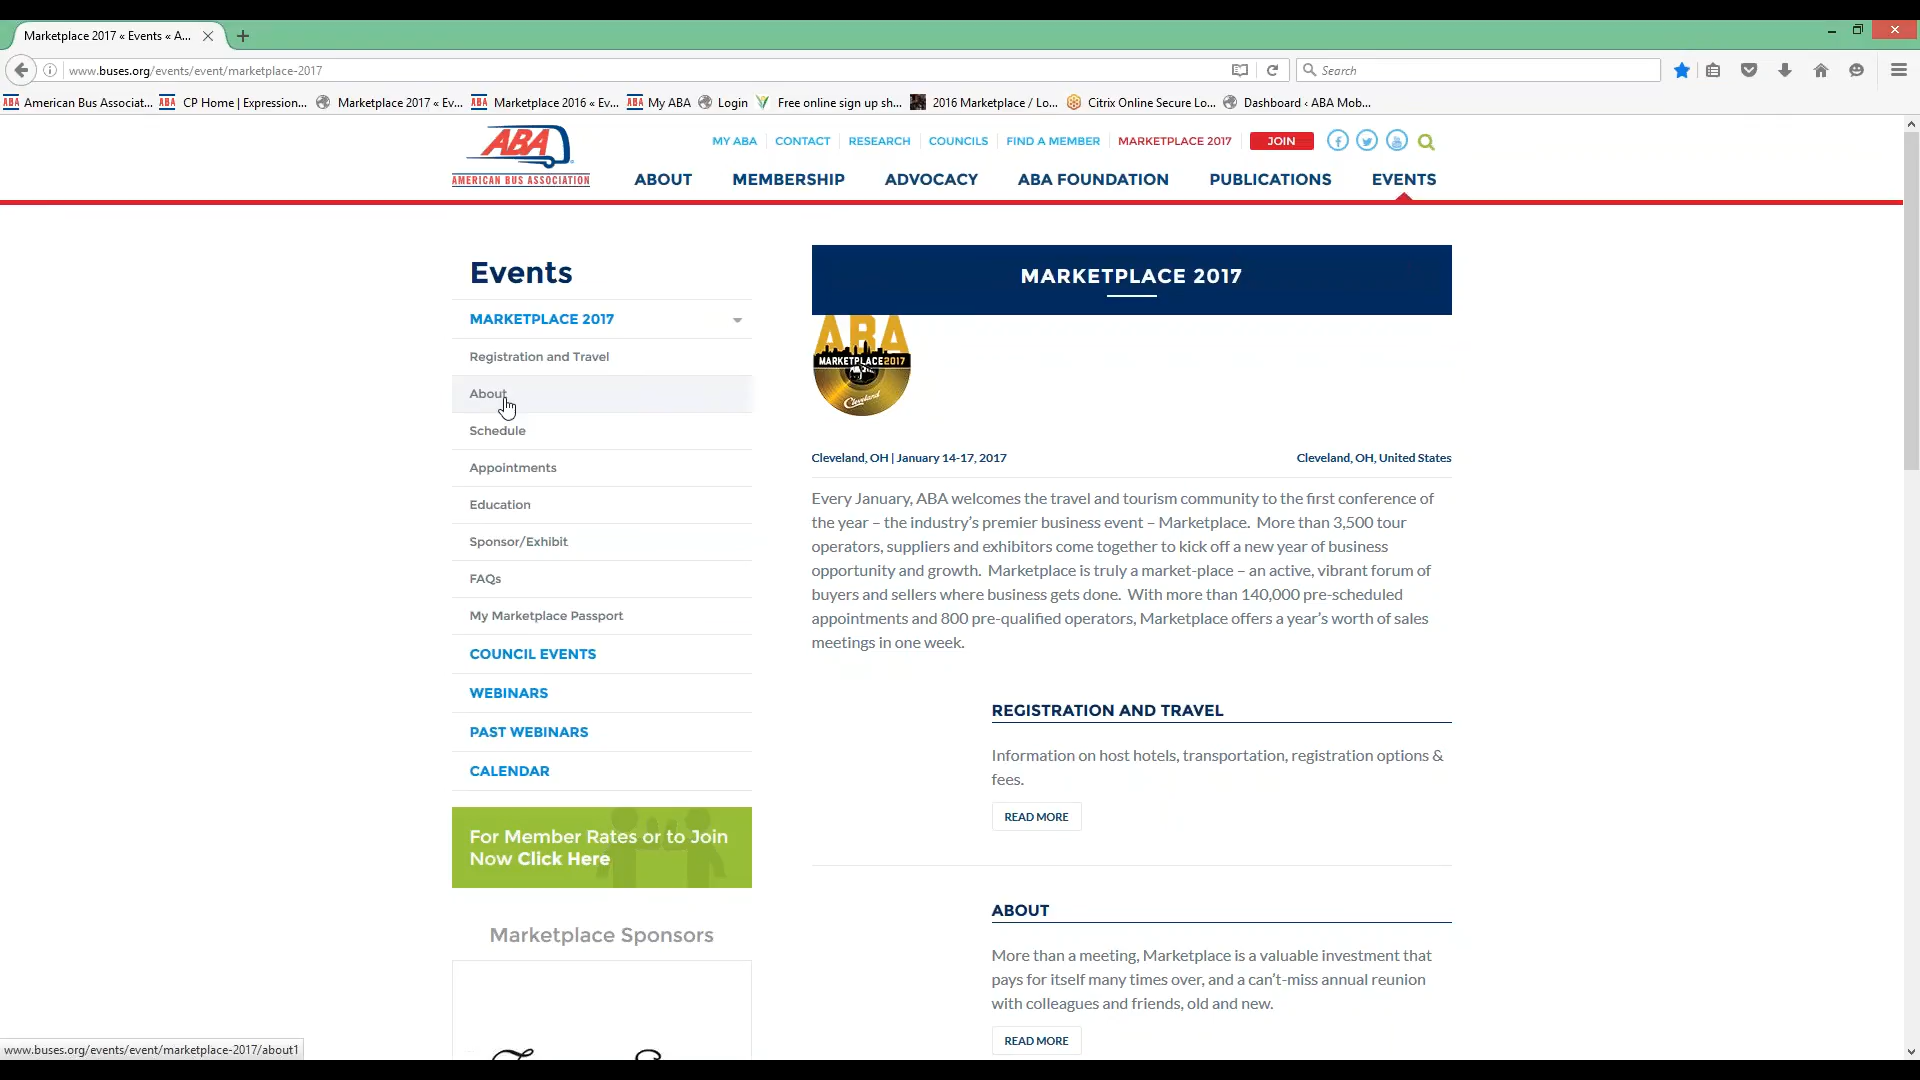 Marketplace 2017 « Events « A...
www.buses.org/events/event/marketplace-2017
Search
ABA American Bus Associat...
ABA CP Home | Expression...
Marketplace 2017 « Ev...
ABA Marketplace 2016 « Ev...
ABA My ABA
Login
Free online sign up sh...
2016 Marketplace / Lo...
Citrix Online Secure Lo...
Dashboard ‹ ABA Mob...
ABA
AMERICAN BUS ASSOCIATION
MY ABA CONTACT RESEARCH COUNCILS FIND A MEMBER MARKETPLACE 2017 JOIN
ABOUT MEMBERSHIP ADVOCACY ABA FOUNDATION PUBLICATIONS EVENTS
Events
MARKETPLACE 2017
Registration and Travel
About
Schedule
Appointments
Education
Sponsor/Exhibit
FAQs
My Marketplace Passport
COUNCIL EVENTS
WEBINARS
PAST WEBINARS
CALENDAR
For Member Rates or to Join
Now Click Here
Marketplace Sponsors
MARKETPLACE 2017
ABA
MARKETPLACE2017
Cleveland
Cleveland, OH | January 14-17, 2017
Cleveland, OH, United States
Every January, ABA welcomes the travel and tourism community to the first conference of
the year – the industry’s premier business event – Marketplace. More than 3,500 tour
operators, suppliers and exhibitors come together to kick off a new year of business
opportunity and growth. Marketplace is truly a market-place – an active, vibrant forum of
buyers and sellers where business gets done. With more than 140,000 pre-scheduled
appointments and 800 pre-qualified operators, Marketplace offers a year’s worth of sales
meetings in one week.
REGISTRATION AND TRAVEL
Information on host hotels, transportation, registration options &
fees.
READ MORE
ABOUT
More than a meeting, Marketplace is a valuable investment that
pays for itself many times over, and a can’t-miss annual reunion
with colleagues and friends, old and new.
READ MORE
www.buses.org/events/event/marketplace-2017/about1